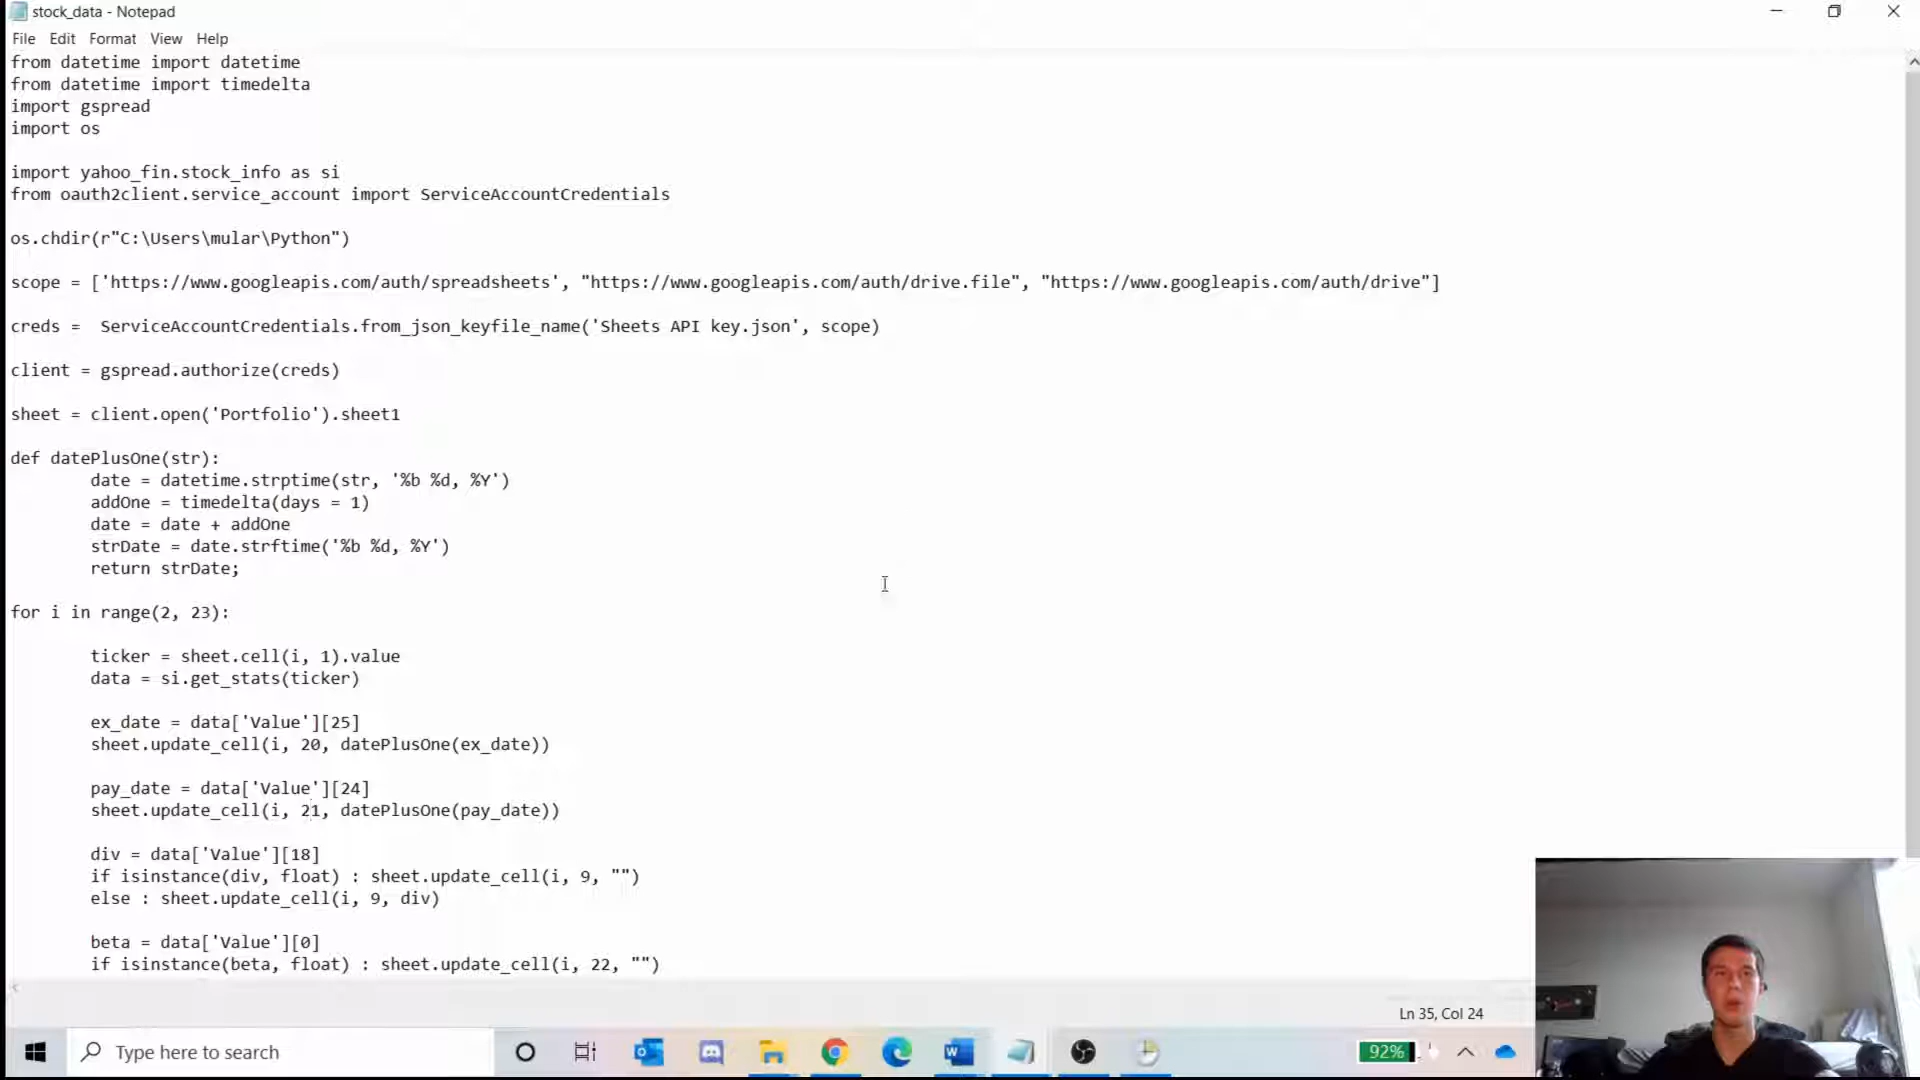 stock_data - Notepad
File Edit Format View Help
from datetime import datetime
from datetime import timedelta
import gspread
import os
import yahoo_fin.stock_info as si
from oauth2client.service_account import ServiceAccountCredentials
os.chdir(r"C:\Users\mular\Python")
scope = ['https://www.googleapis.com/auth/spreadsheets', "https://www.googleapis.com/auth/drive.file", "https://www.googleapis.com/auth/drive"]
creds =  ServiceAccountCredentials.from_json_keyfile_name('Sheets API key.json', scope)
client = gspread.authorize(creds)
sheet = client.open('Portfolio').sheet1
def datePlusOne(str):
        date = datetime.strptime(str, '%b %d, %Y')
        addOne = timedelta(days = 1)
        date = date + addOne
        strDate = date.strftime('%b %d, %Y')
        return strDate;
for i in range(2, 23):
        ticker = sheet.cell(i, 1).value
        data = si.get_stats(ticker)
        ex_date = data['Value'][25]
        sheet.update_cell(i, 20, datePlusOne(ex_date))
        pay_date = data['Value'][24]
        sheet.update_cell(i, 21, datePlusOne(pay_date))
        div = data['Value'][18]
        if isinstance(div, float) : sheet.update_cell(i, 9, "")
        else : sheet.update_cell(i, 9, div)
        beta = data['Value'][0]
        if isinstance(beta, float) : sheet.update_cell(i, 22, "")
Ln 35, Col 24
Type here to search
92%